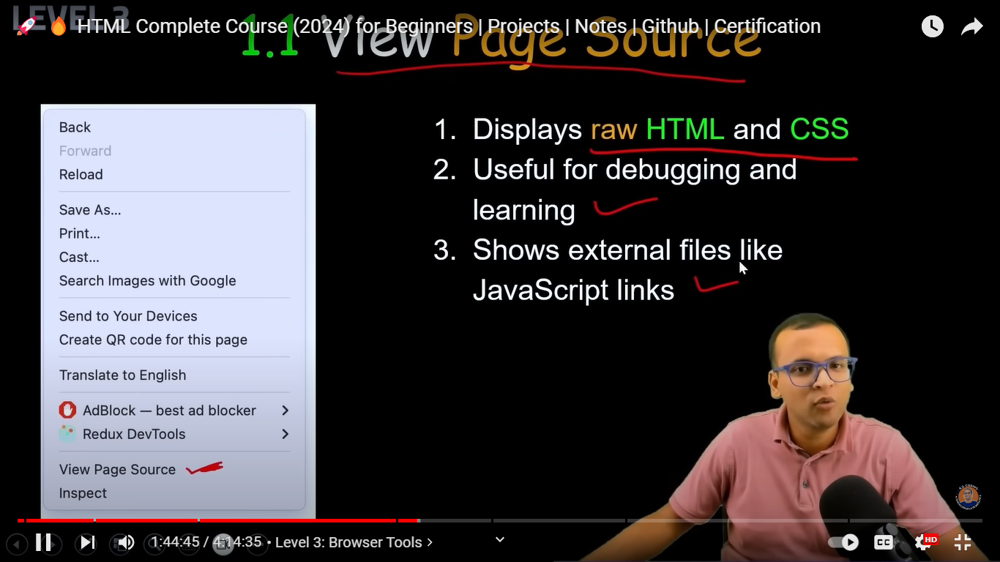 LEVEL 3
🚀 🔥 HTML Complete Course (2024) for Beginners | Projects | Notes | Github | Certification
1.1 View Page Source
Back
Forward
Reload
Save As...
Print...
Cast...
Search Images with Google
Send to Your Devices
Create QR code for this page
Translate to English
AdBlock — best ad blocker
Redux DevTools
View Page Source
Inspect
1. Displays raw HTML and CSS
2. Useful for debugging and
learning
3. Shows external files like
JavaScript links
1:44:45 / 4:14:35 • Level 3: Browser Tools
CC
HD